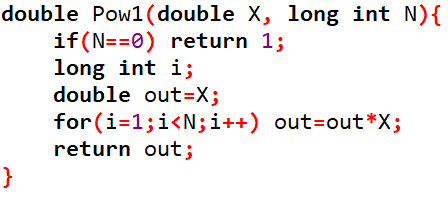 double Pow1(double X, long int N){
    if(N==0) return 1;
    long int i;
    double out=X;
    for(i=1;i<N;i++) out=out*X;
    return out;
}